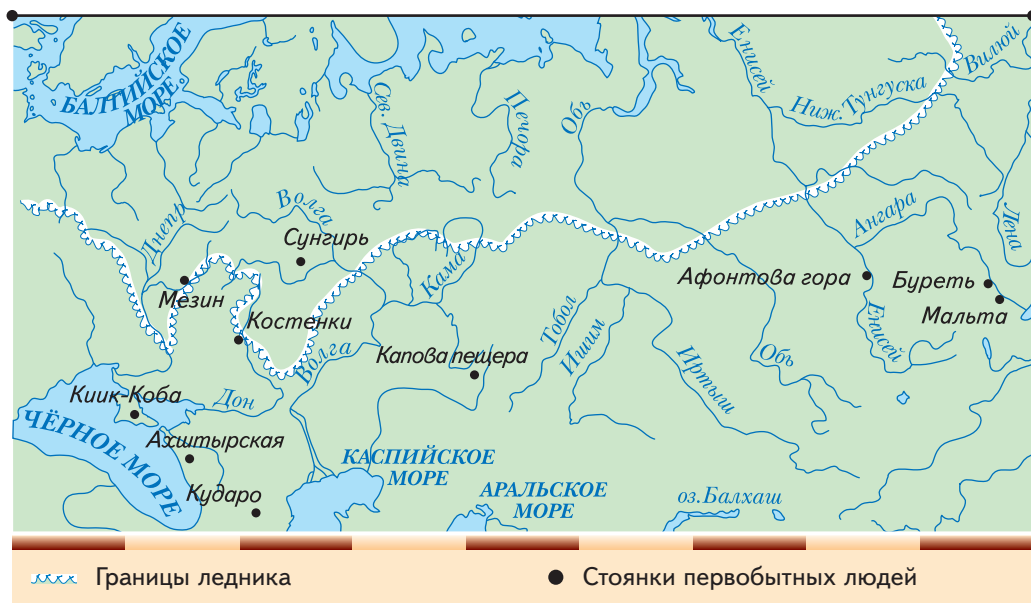 БАЛТИЙСКОЕ
МОРЕ
Сев. Двина
Печора
Обь
Енисей
Ниж. Тунгуска
Вилюй
Днепр
Волга
Сунгирь
Кама
Ангара
Лена
Мезин
Афонтова гора
Буреть
Мальта
Костенки
Волга
Капова пещера
Тобол
Ишим
Иртыш
Обь
Енисей
Киик-Коба
Дон
ЧЁРНОЕ МОРЕ
Ахштырская
Кударо
КАСПИЙСКОЕ
МОРЕ
АРАЛЬСКОЕ
МОРЕ
оз.Балхаш
Границы ледника
Стоянки первобытных людей